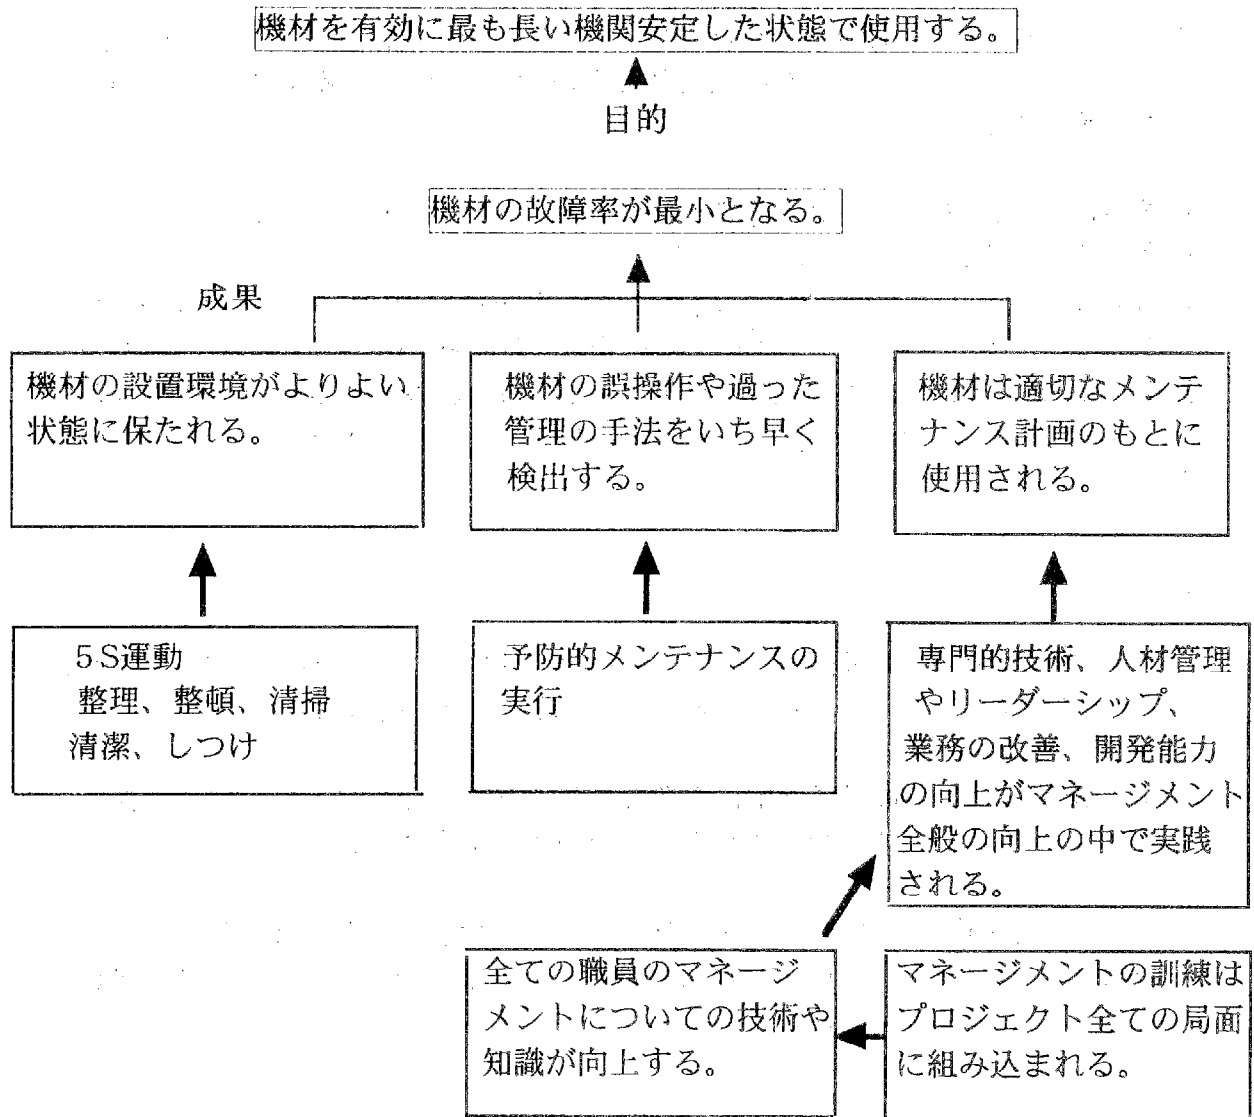 機材を有効に最も長い機関安定した状態で使用する。
目的
機材の故障率が最小となる。
成果
機材の設置環境がよりよい
状態に保たれる。
機材の誤操作や過った
管理の手法をいち早く
検出する。
機材は適切なメンテ
ナンス計画のもとに
使用される。
5S運動
整理、整頓、清掃
清潔、しつけ
予防的メンテナンスの
実行
専門的技術、人材管理
やリーダーシップ、
業務の改善、開発能力
の向上がマネージメント
全般の向上の中で実践
される。
全ての職員のマネージ
メントについての技術や
知識が向上する。
マネージメントの訓練は
プロジェクト全ての局面
に組み込まれる。